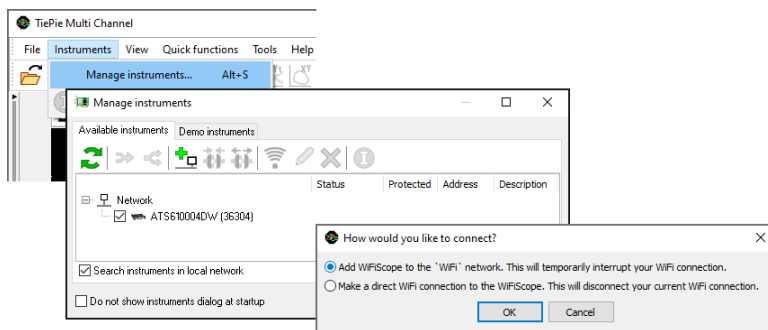 TiePie Multi Channel
File Instruments View Quick functions Tools Help
Manage instruments... Alt+S
Manage instruments
Available instruments Demo instruments
Status Protected Address Description
Network
ATS610004DW (36304)
Search instruments in local network
Do not show instruments dialog at startup
How would you like to connect?
Add WiFiScope to the `WiFi` network. This will temporarily interrupt your WiFi connection.
Make a direct WiFi connection to the WiFiScope. This will disconnect your current WiFi connection.
OK Cancel